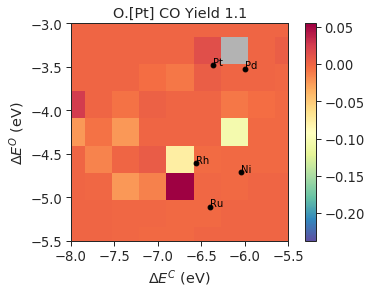 O.[Pt] CO Yield 1.1
−3.0
−3.5
−4.0
−4.5
−5.0
−5.5
ΔE^O (eV)
Pt
Pd
Rh
Ni
Ru
−8.0 −7.5 −7.0 −6.5 −6.0 −5.5
ΔE^C (eV)
0.05
0.00
−0.05
−0.10
−0.15
−0.20